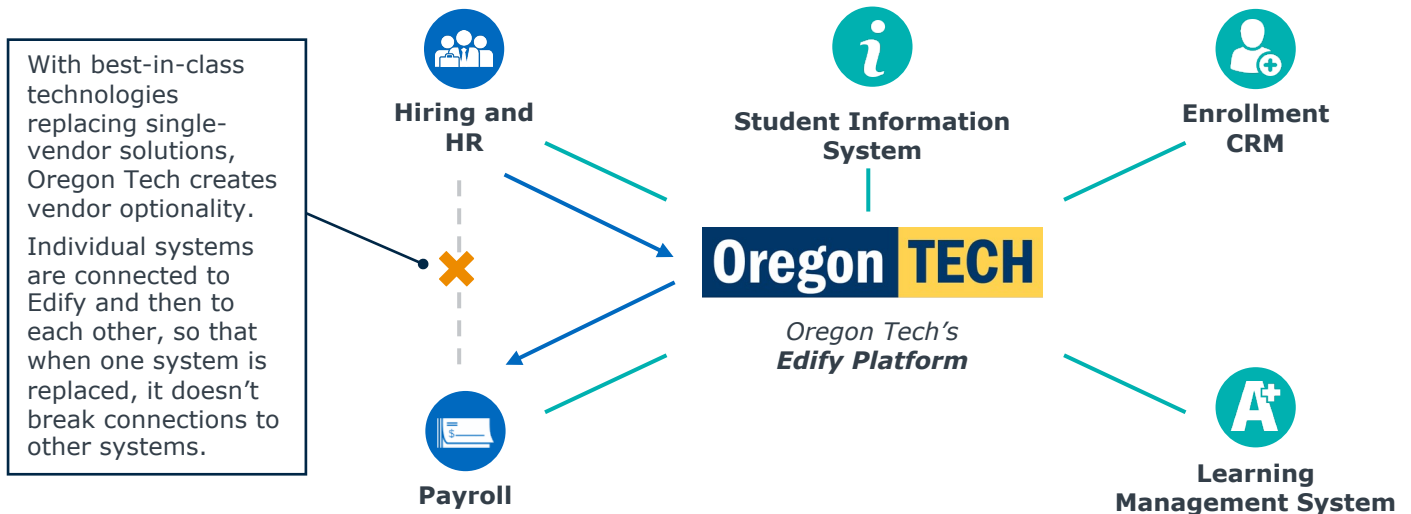 With best-in-class
technologies
replacing single-
vendor solutions,
Oregon Tech creates
vendor optionality.
Individual systems
are connected to
Edify and then to
each other, so that
when one system is
replaced, it doesn’t
break connections to
other systems.
Hiring and
HR
Student Information
System
Enrollment
CRM
Oregon TECH
Oregon Tech’s
Edify Platform
$
Payroll
A+
Learning
Management System